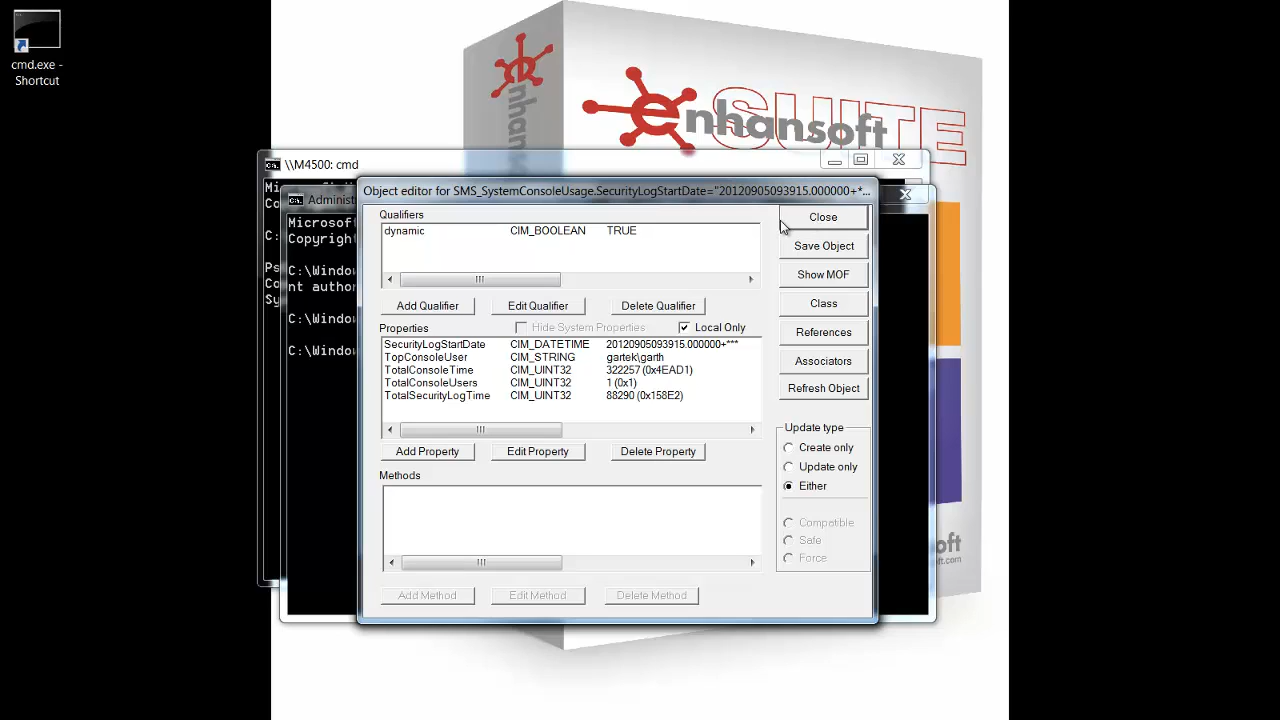 cmd.exe -
Shortcut
enhansoft
SUITE
enhansoft
\\M4500: cmd
Administ
Microsoft
Copyright
C:\Windo
nt author
C:\Windo
C:\Windo
Object editor for SMS_SystemConsoleUsage.SecurityLogStartDate="20120905093915.000000+*...
Qualifiers
dynamic CIM_BOOLEAN TRUE
Add Qualifier Edit Qualifier Delete Qualifier
Properties Hide System Properties Local Only
SecurityLogStartDate CIM_DATETIME 20120905093915.000000+***
TopConsoleUser CIM_STRING gartek\garth
TotalConsoleTime CIM_UINT32 322257 (0x4EAD1)
TotalConsoleUsers CIM_UINT32 1 (0x1)
TotalSecurityLogTime CIM_UINT32 88290 (0x158E2)
Add Property Edit Property Delete Property
Methods
Add Method Edit Method Delete Method
Close
Save Object
Show MOF
Class
References
Associators
Refresh Object
Update type
Create only
Update only
Either
Compatible
Safe
Force